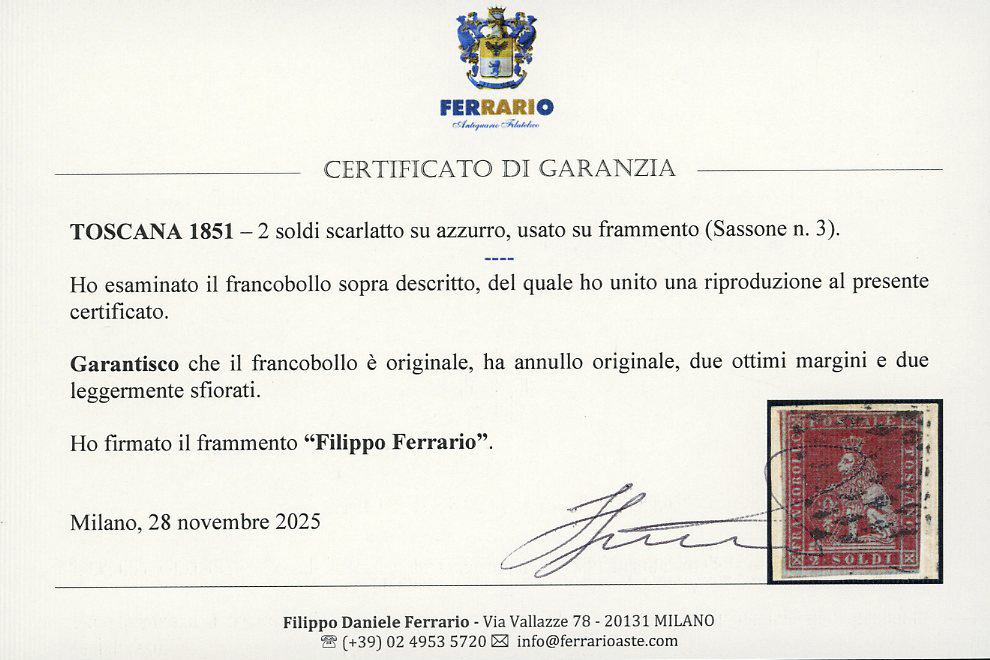 FERRARIO
Antiquario Filatelico
CERTIFICATO DI GARANZIA
TOSCANA 1851 – 2 soldi scarlatto su azzurro, usato su frammento (Sassone n. 3).
----
Ho esaminato il francobollo sopra descritto, del quale ho unito una riproduzione al presente
certificato.
Garantisco che il francobollo è originale, ha annullo originale, due ottimi margini e due
leggermente sfiorati.
Ho firmato il frammento “Filippo Ferrario”.
FRANCOBOLLO
POSTALE
TOSCANO
2 SOLDI
Milano, 28 novembre 2025
Filippo Daniele Ferrario - Via Vallazze 78 - 20131 MILANO
(+39) 02 4953 5720 info@ferrarioaste.com